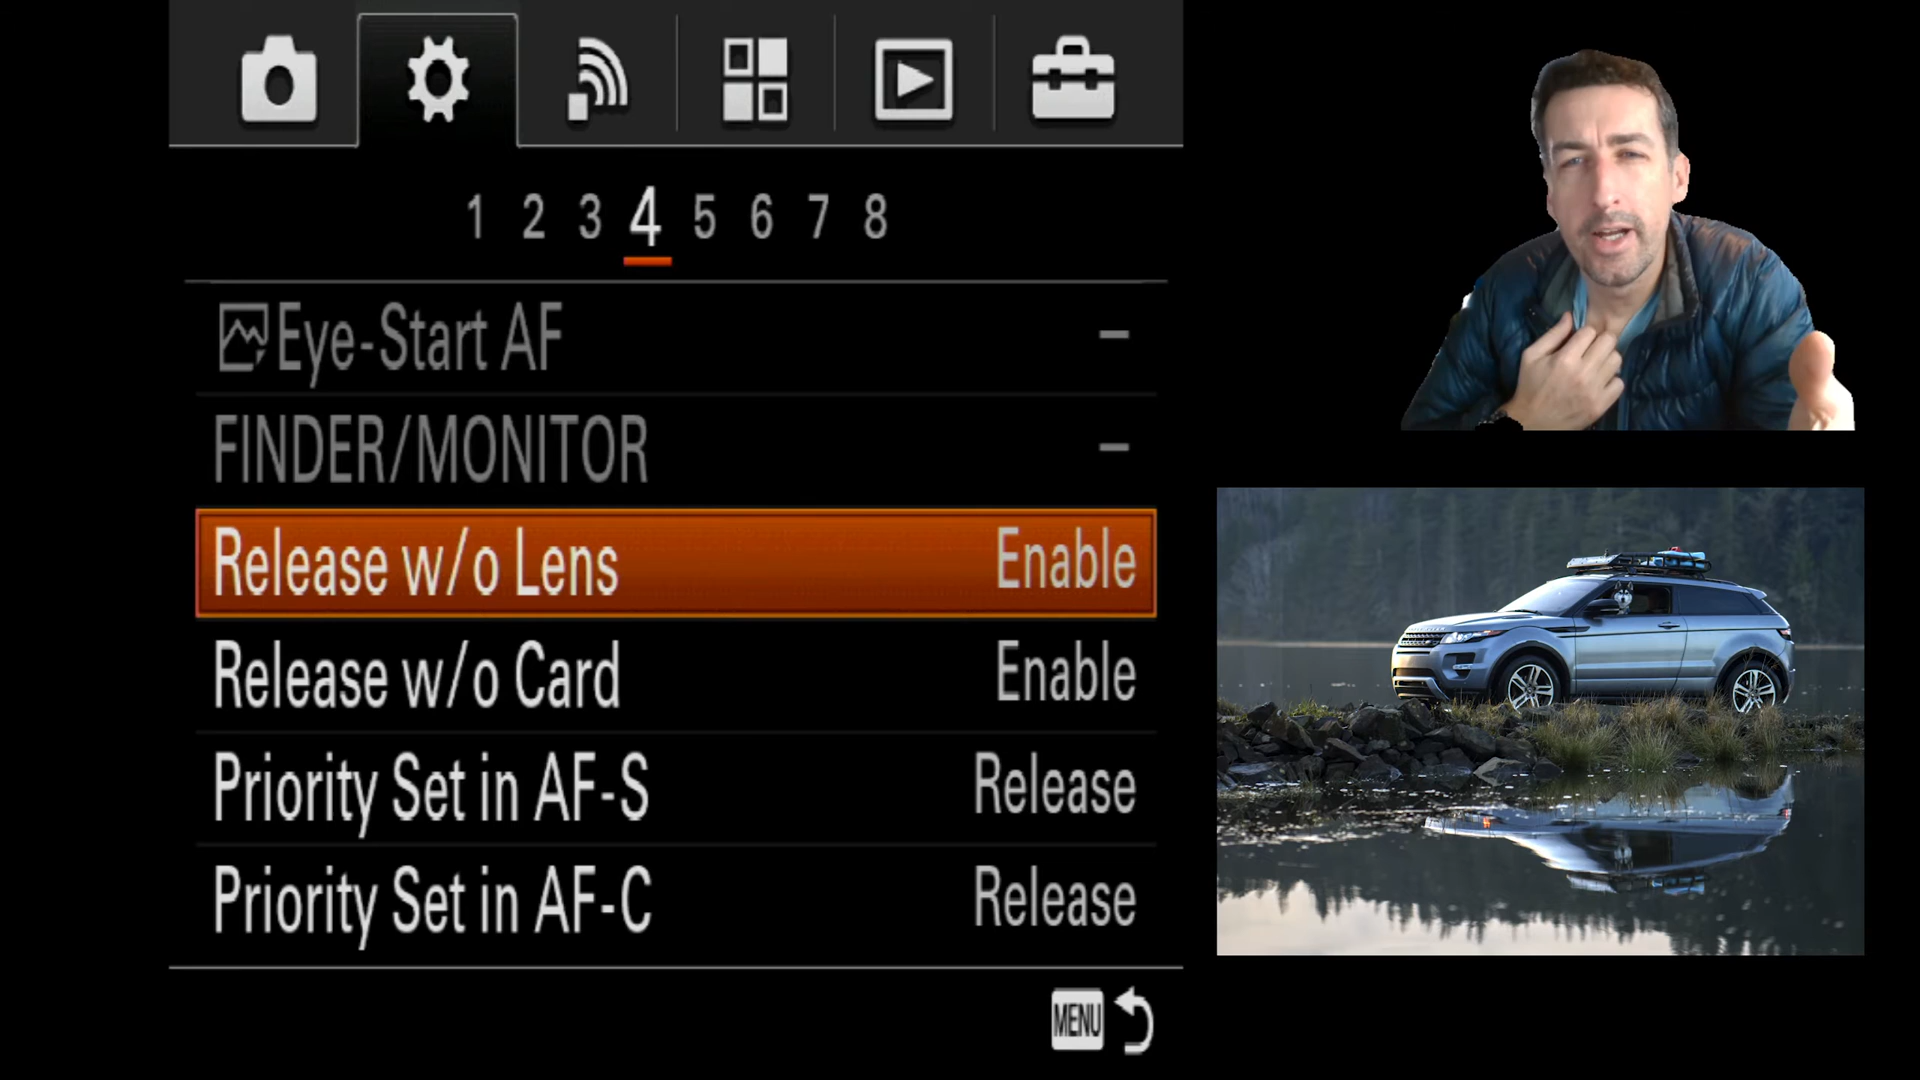 1 2 3 4 5 6 7 8
Eye-Start AF –
FINDER/MONITOR –
Release w/o Lens Enable
Release w/o Card Enable
Priority Set in AF-S Release
Priority Set in AF-C Release
MENU